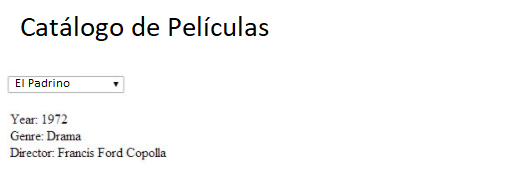 Catálogo de Películas
El Padrino
Year: 1972
Genre: Drama
Director: Francis Ford Copolla